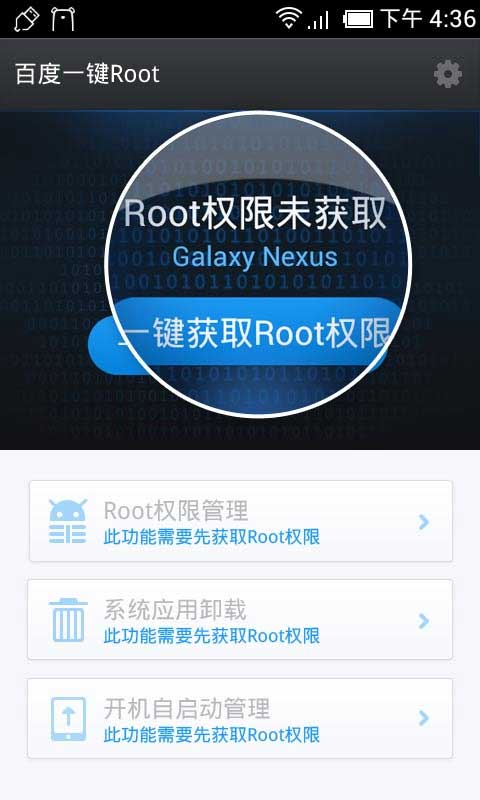 下午 4:36
百度一键Root
Root权限未获取
Galaxy Nexus
一键获取Root权限
Root权限管理
此功能需要先获取Root权限
系统应用卸载
此功能需要先获取Root权限
开机自启动管理
此功能需要先获取Root权限